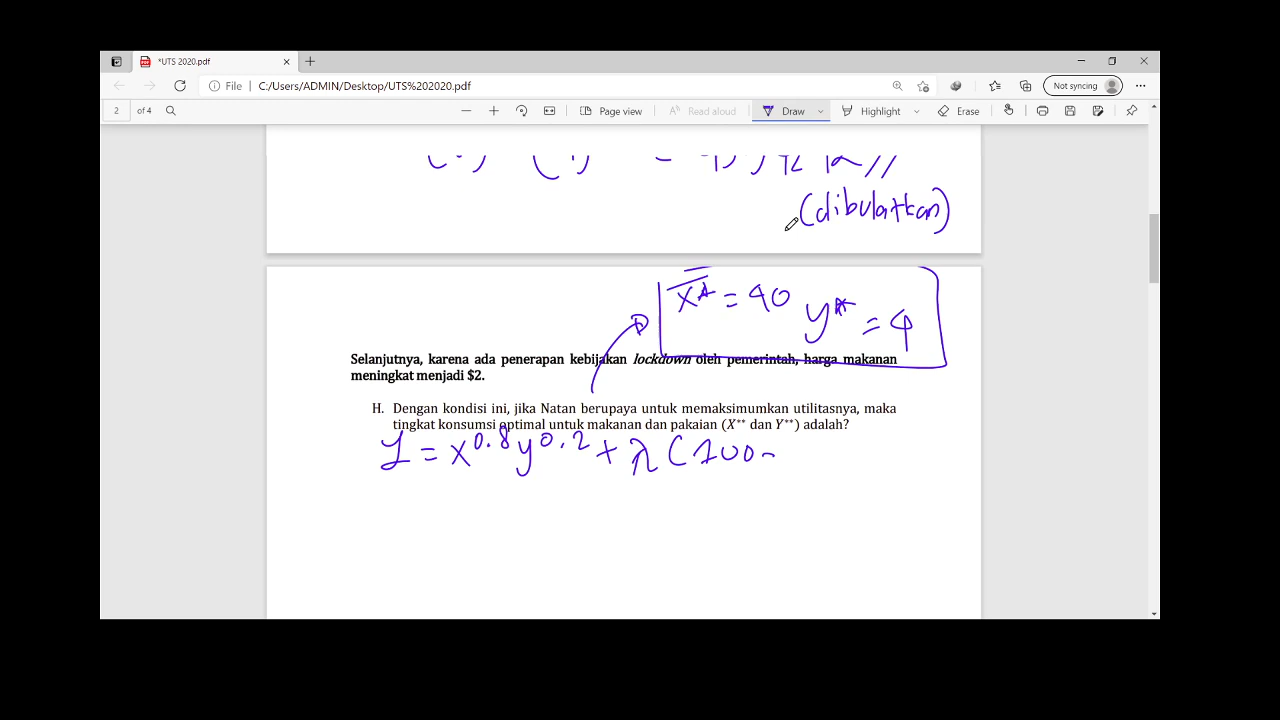 *UTS 2020.pdf
File | C:/Users/ADMIN/Desktop/UTS%202020.pdf
Not syncing
2 of 4
Page view
Read aloud
Draw
Highlight
Erase
(dibulatkan)
X* = 40 y* = 4
Selanjutnya, karena ada penerapan kebijakan lockdown oleh pemerintah, harga makanan
meningkat menjadi $2.
H. Dengan kondisi ini, jika Natan berupaya untuk memaksimumkan utilitasnya, maka
tingkat konsumsi optimal untuk makanan dan pakaian (X** dan Y**) adalah?
L = x^0.8 y^0.2 + λ (100 -